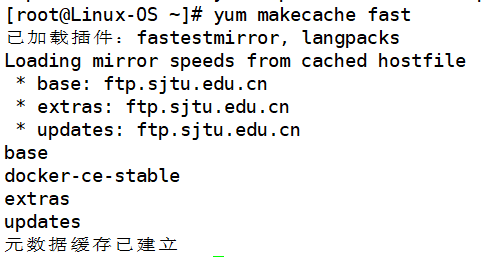 [root@Linux-OS ~]# yum makecache fast
已加载插件：fastestmirror, langpacks
Loading mirror speeds from cached hostfile
 * base: ftp.sjtu.edu.cn
 * extras: ftp.sjtu.edu.cn
 * updates: ftp.sjtu.edu.cn
base
docker-ce-stable
extras
updates
元数据缓存已建立